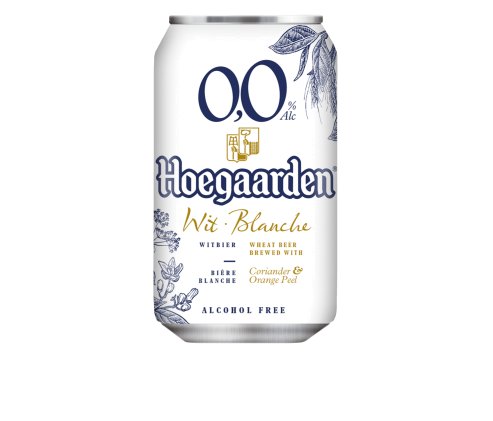 0,0 % Alc
Hoegaarden
Wit · Blanche
WITBIER
BIÈRE
BLANCHE
WHEAT BEER
BREWED WITH
Coriander &
Orange Peel
ALCOHOL FREE